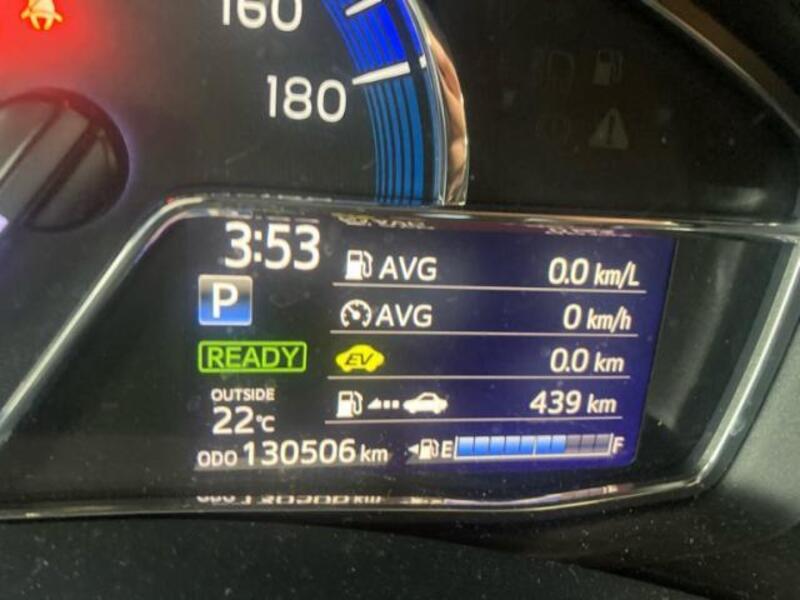 160
180
3:53
AVG 0.0 km/L
P
AVG 0 km/h
READY
EV 0.0 km
OUTSIDE
22°C
439 km
ODO 130506 km
E F